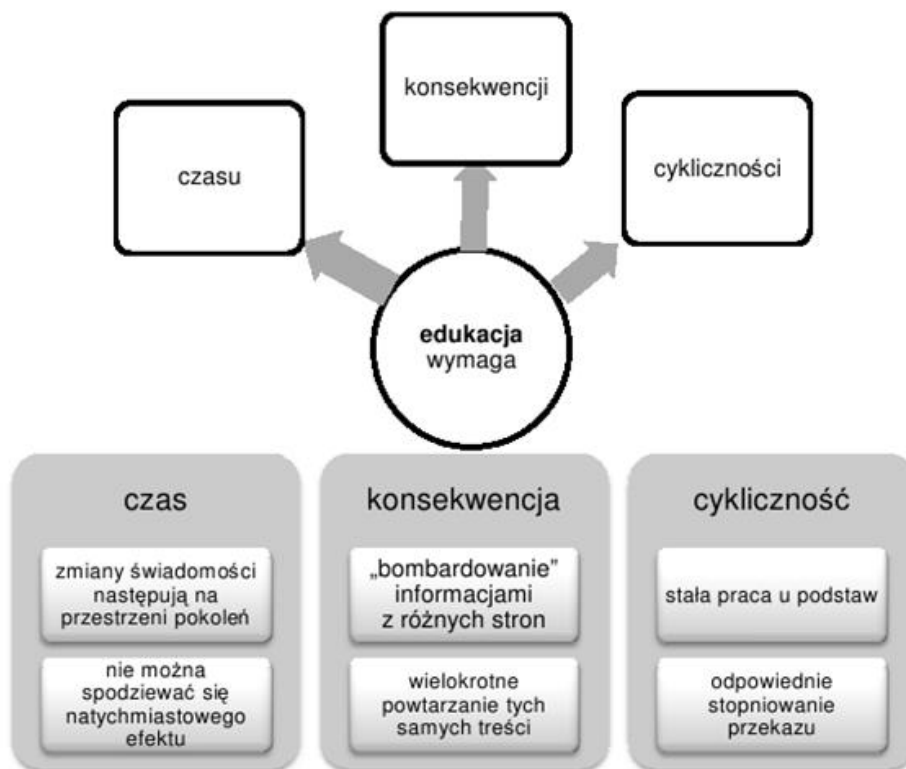 konsekwencji
czasu
cykliczności
edukacja
wymaga
czas
zmiany świadomości
następują na
przestrzeni pokoleń
nie można
spodziewać się
natychmiastowego
efektu
konsekwencja
„bombardowanie”
informacjami
z różnych stron
wielokrotne
powtarzanie tych
samych treści
cykliczność
stała praca u podstaw
odpowiednie
stopniowanie
przekazu